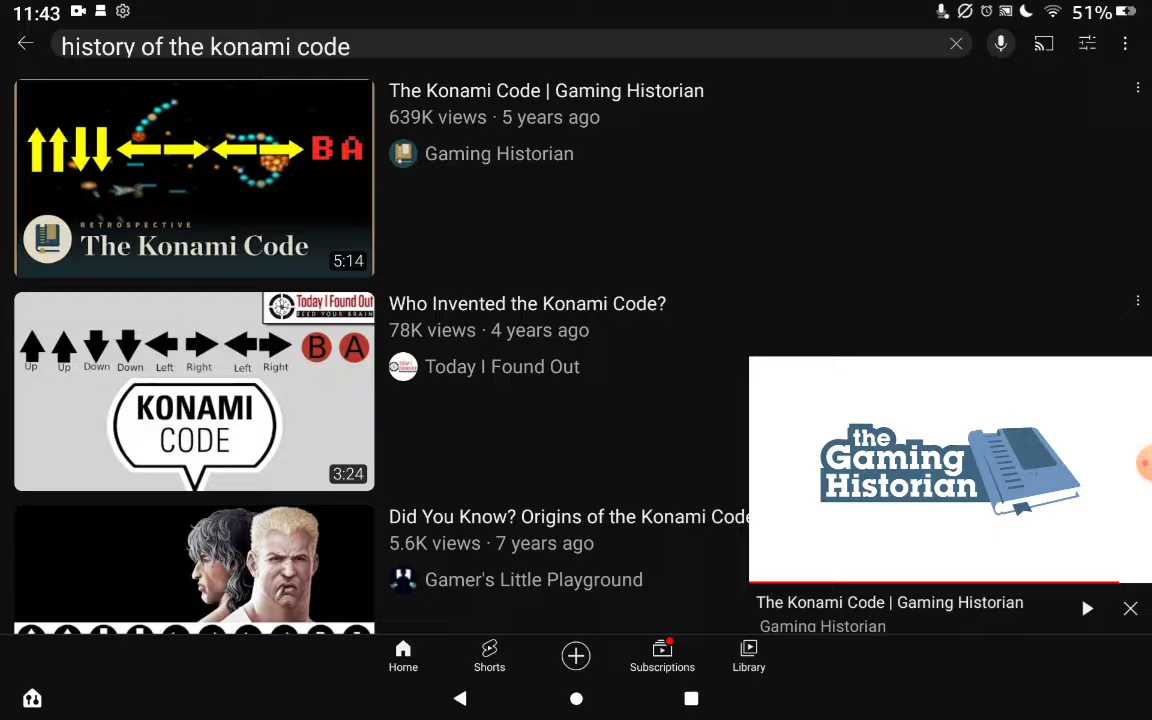 11:43
51%
history of the konami code
B A
RETROSPECTIVE
The Konami Code
5:14
The Konami Code | Gaming Historian
639K views · 5 years ago
Gaming Historian
Today I Found Out
FEED YOUR BRAIN
B A
Up Up Down Down Left Right Left Right
KONAMI
CODE
3:24
Who Invented the Konami Code?
78K views · 4 years ago
Today I Found Out
Did You Know? Origins of the Konami Code
5.6K views · 7 years ago
Gamer's Little Playground
the
Gaming
Historian
The Konami Code | Gaming Historian
Gaming Historian
Home
Shorts
Subscriptions
Library